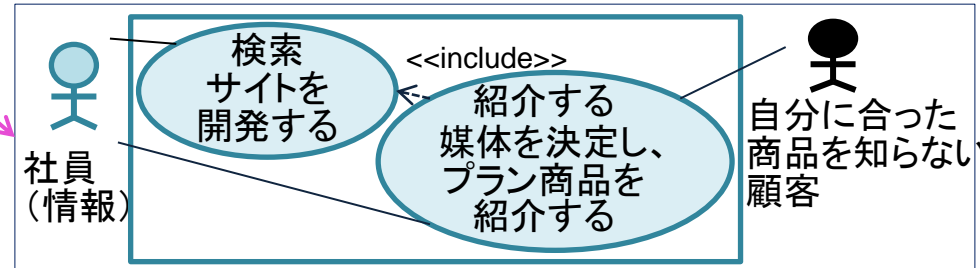 検索
サイトを
開発する
<<include>>
紹介する
媒体を決定し、
プラン商品を
紹介する
社員
（情報）
自分に合った
商品を知らない
顧客